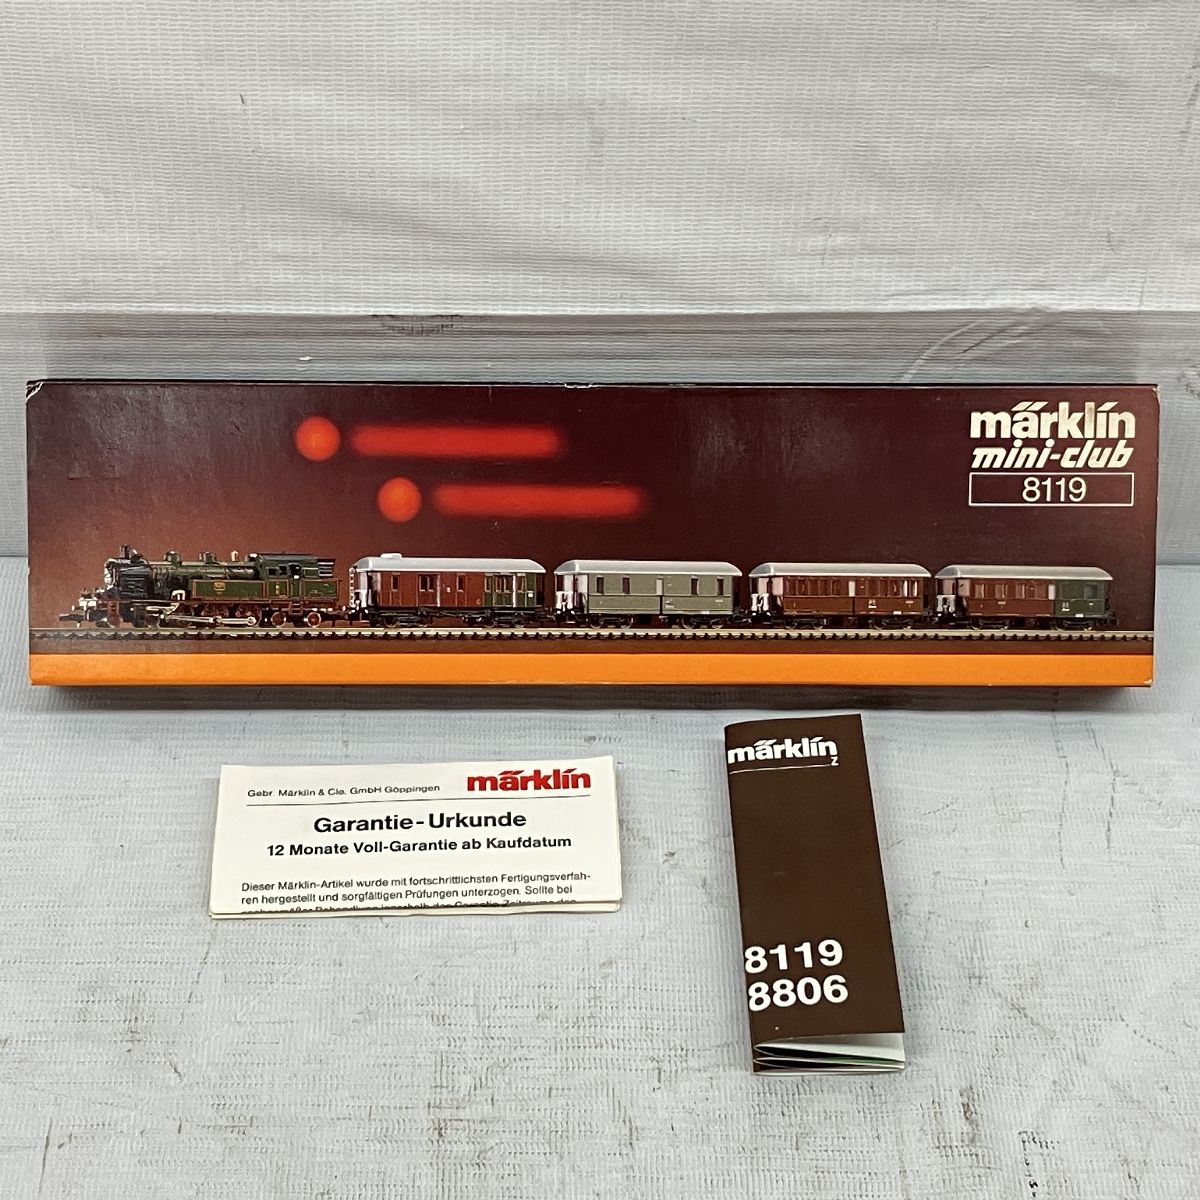 märklin
mini-club
8119
Gebr. Märklin & Cie. GmbH Göppingen
märklin
Garantie-Urkunde
12 Monate Voll-Garantie ab Kaufdatum
Dieser Märklin-Artikel wurde mit fortschrittlichsten Fertigungsverfah-
ren hergestellt und sorgfältigen Prüfungen unterzogen. Sollte bei
märklin
Z
8119
8806